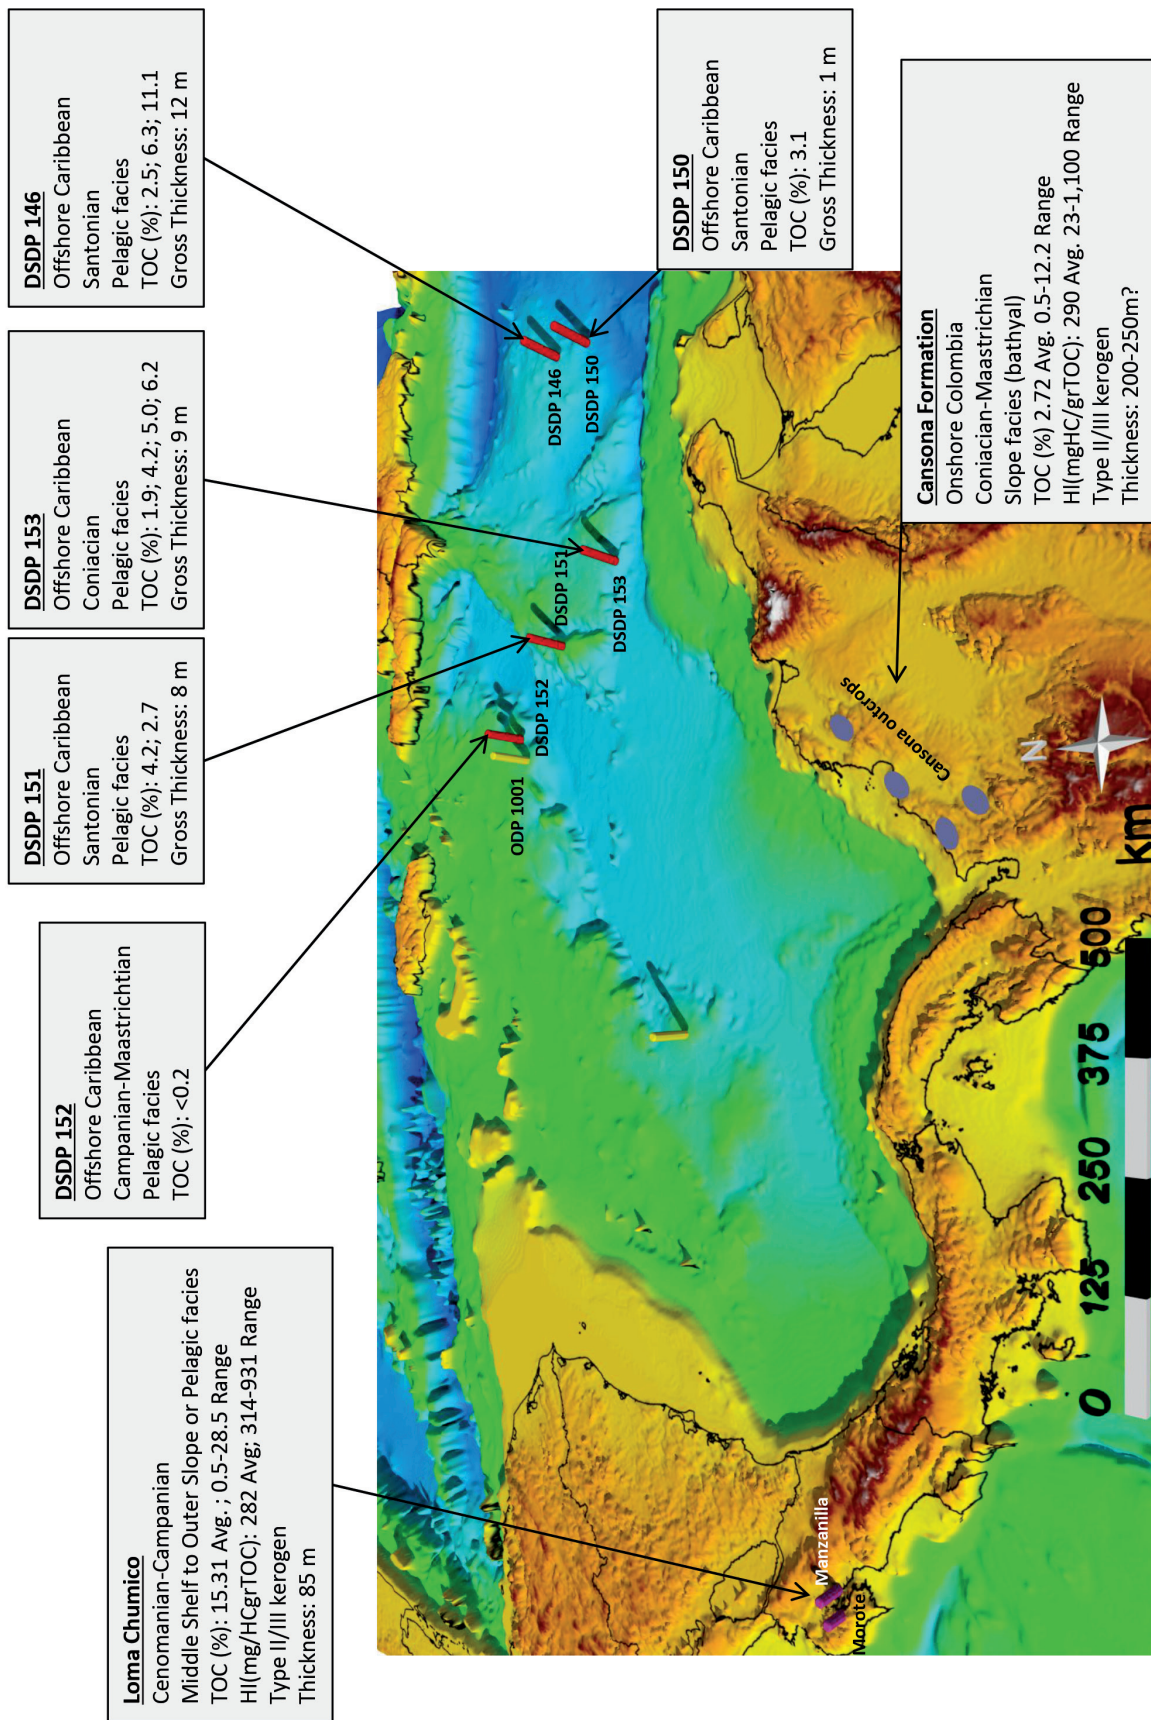 Loma Chumico
Cenomanian-Campanian
Middle Shelf to Outer Slope or Pelagic facies
TOC (%): 15.31 Avg. ; 0.5-28.5 Range
HI(mg/HCgrTOC): 282 Avg; 314-931 Range
Type II/III kerogen
Thickness: 85 m
DSDP 152
Offshore Caribbean
Campanian-Maastrichtian
Pelagic facies
TOC (%): <0.2
DSDP 151
Offshore Caribbean
Santonian
Pelagic facies
TOC (%): 4.2; 2.7
Gross Thickness: 8 m
DSDP 153
Offshore Caribbean
Coniacian
Pelagic facies
TOC (%): 1.9; 4.2; 5.0; 6.2
Gross Thickness: 9 m
DSDP 146
Offshore Caribbean
Santonian
Pelagic facies
TOC (%): 2.5; 6.3; 11.1
Gross Thickness: 12 m
ODP 1001
DSDP 152
DSDP 151
DSDP 153
DSDP 146
DSDP 150
DSDP 150
Offshore Caribbean
Santonian
Pelagic facies
TOC (%): 3.1
Gross Thickness: 1 m
Manzanilla
Morote
Cansona outcrops
N
Cansona Formation
Onshore Colombia
Coniacian-Maastrichian
Slope facies (bathyal)
TOC (%) 2.72 Avg. 0.5-12.2 Range
HI(mgHC/grTOC): 290 Avg. 23-1,100 Range
Type II/III kerogen
Thickness: 200-250m?
0 125 250 375 500 km